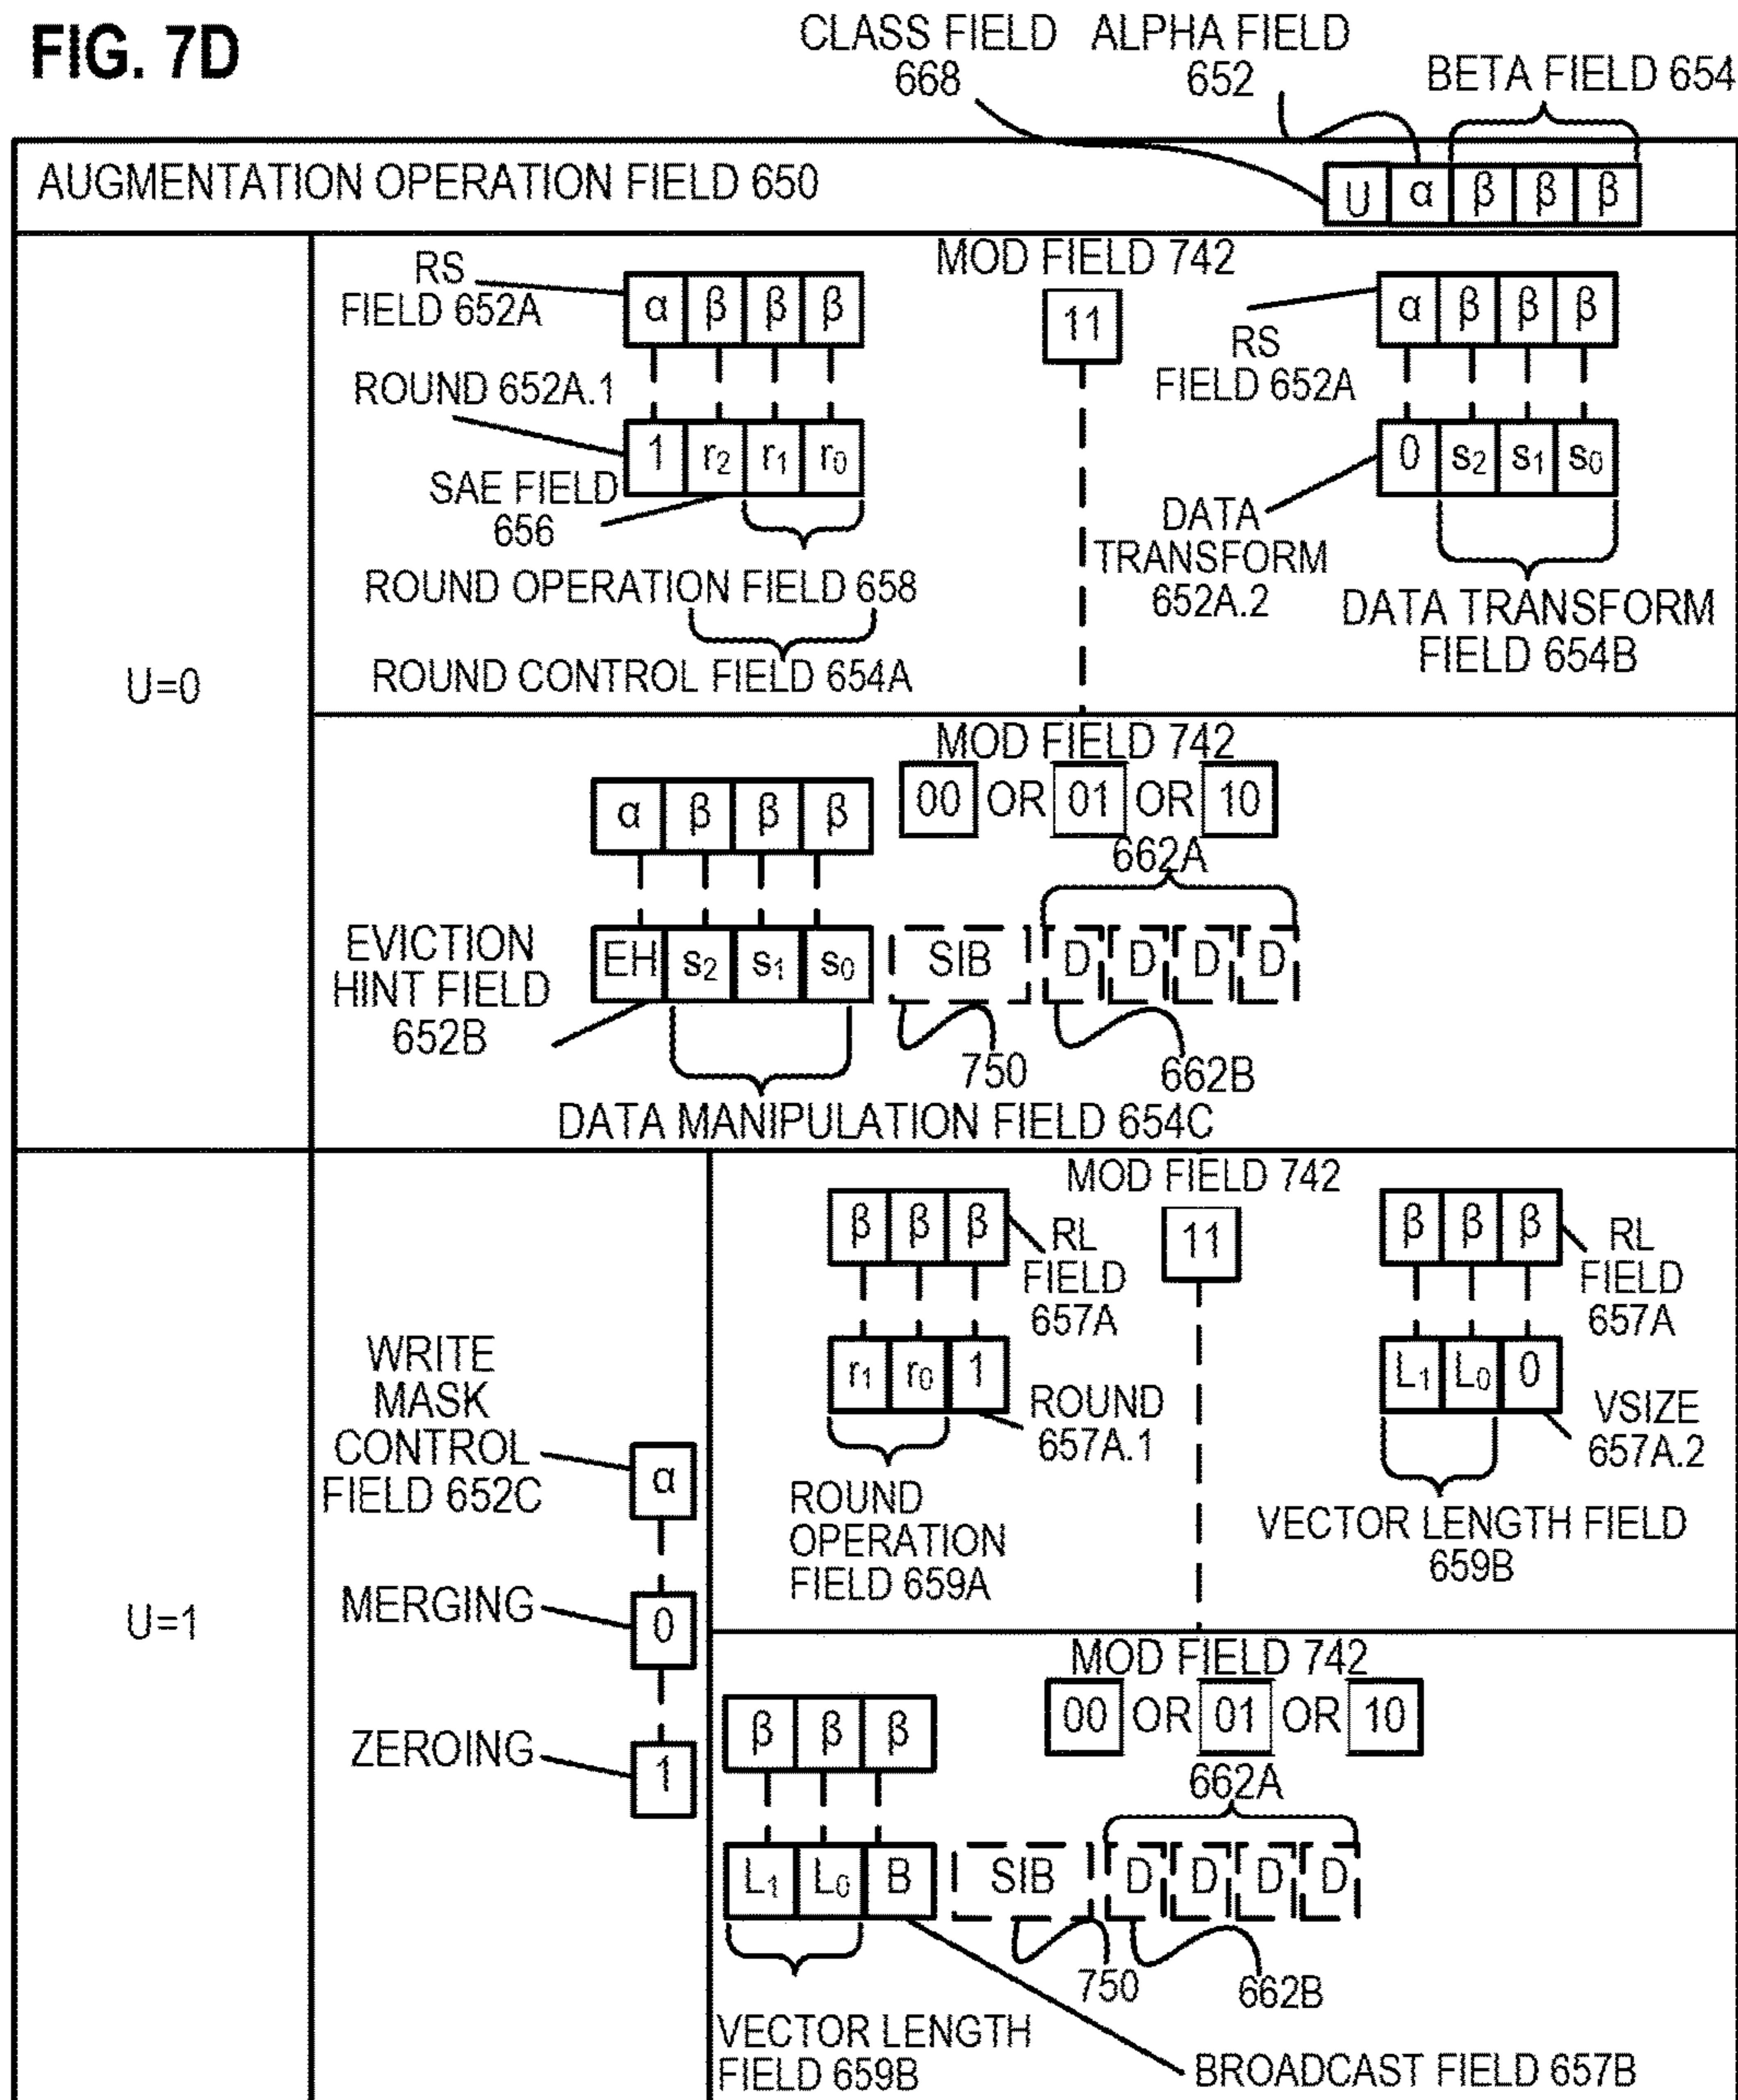 FIG. 7D
CLASS FIELD
668
ALPHA FIELD
652
BETA FIELD 654
AUGMENTATION OPERATION FIELD 650
U α β β β
U=0
MOD FIELD 742
11
RS
FIELD 652A
α β β β
ROUND 652A.1
1 r₂ r₁ r₀
SAE FIELD
656
ROUND OPERATION FIELD 658
ROUND CONTROL FIELD 654A
α β β β
RS
FIELD 652A
0 s₂ s₁ s₀
DATA
TRANSFORM
652A.2
DATA TRANSFORM
FIELD 654B
MOD FIELD 742
00 OR 01 OR 10
α β β β
662A
EVICTION
HINT FIELD
652B
EH s₂ s₁ s₀ SIB D D D D
750
662B
DATA MANIPULATION FIELD 654C
U=1
WRITE
MASK
CONTROL
FIELD 652C
α
MERGING
0
ZEROING
1
MOD FIELD 742
11
β β β
RL
FIELD
657A
r₁ r₀ 1
ROUND
657A.1
ROUND
OPERATION
FIELD 659A
β β β
RL
FIELD
657A
L₁ L₀ 0
VSIZE
657A.2
VECTOR LENGTH FIELD
659B
MOD FIELD 742
00 OR 01 OR 10
β β β
662A
L₁ L₀ B SIB D D D D
750
662B
VECTOR LENGTH
FIELD 659B
BROADCAST FIELD 657B